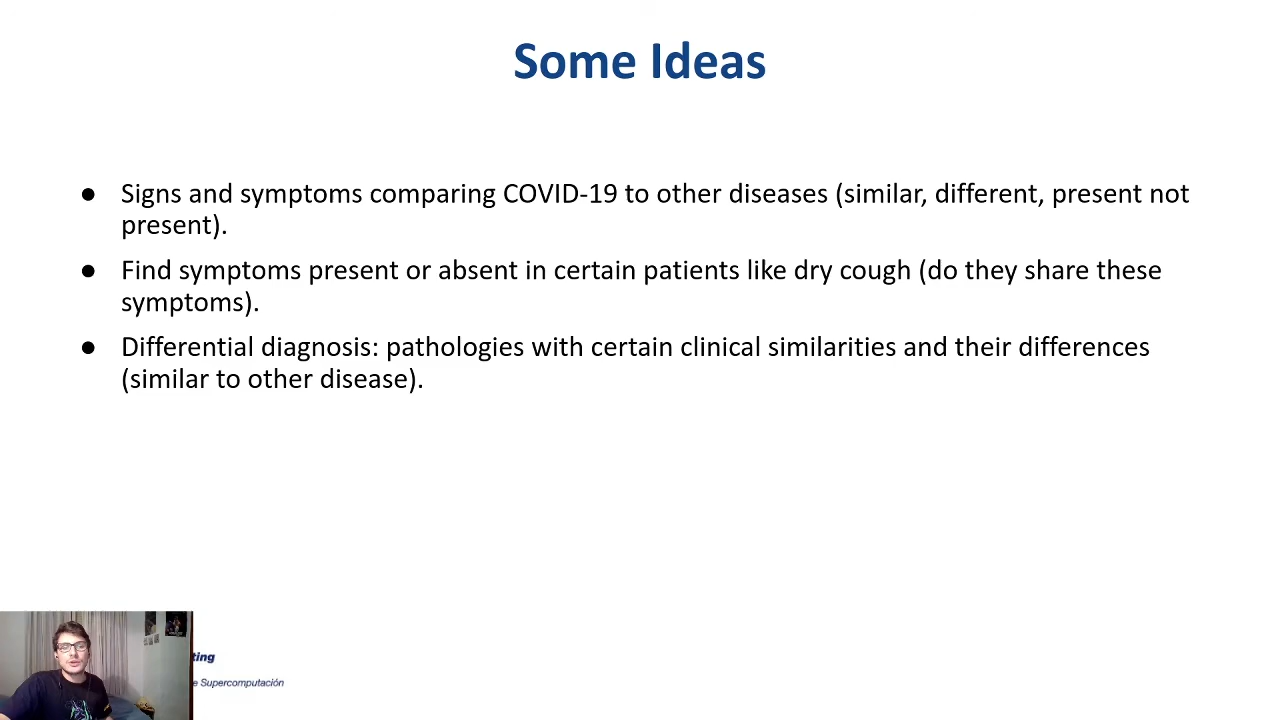 Some Ideas
● Signs and symptoms comparing COVID-19 to other diseases (similar, different, present not
present).
● Find symptoms present or absent in certain patients like dry cough (do they share these
symptoms).
● Differential diagnosis: pathologies with certain clinical similarities and their differences
(similar to other disease).
ting
e Supercomputación